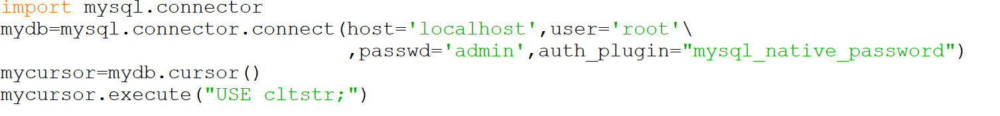 import mysql.connector
mydb=mysql.connector.connect(host='localhost',user='root'\
,passwd='admin',auth_plugin="mysql_native_password")
mycursor=mydb.cursor()
mycursor.execute("USE cltstr;")